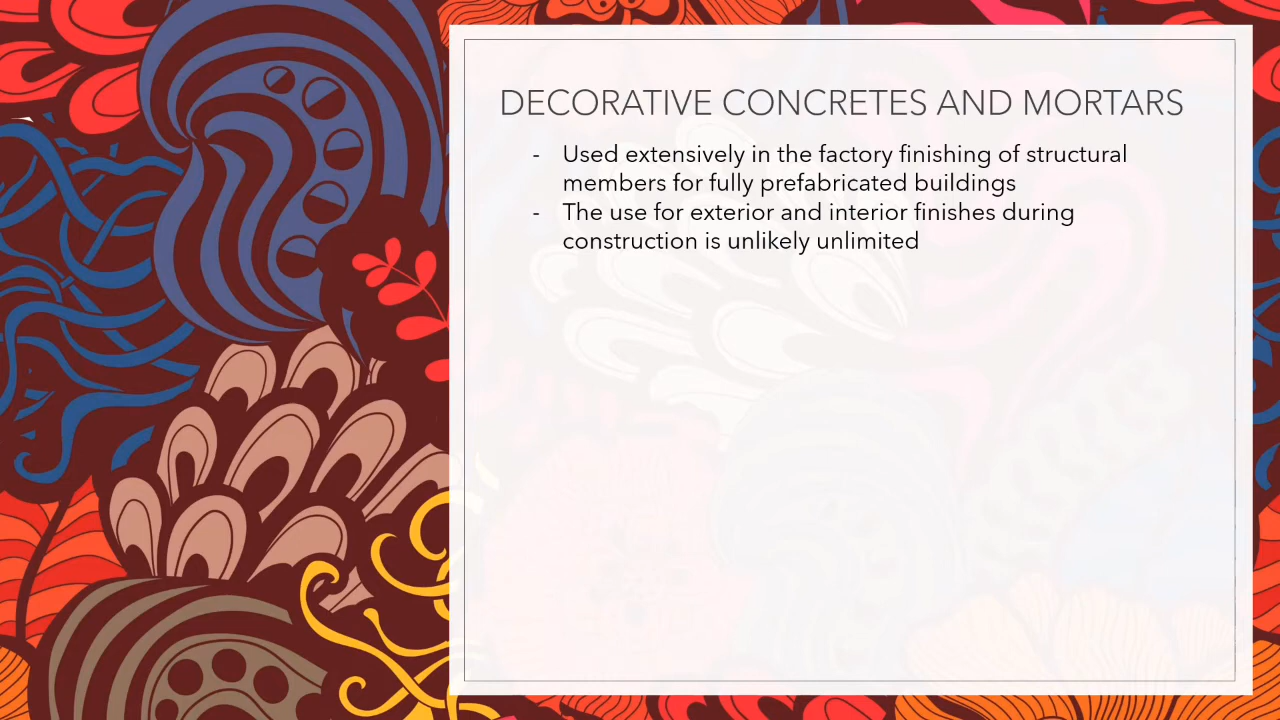 DECORATIVE CONCRETES AND MORTARS
- Used extensively in the factory finishing of structural
members for fully prefabricated buildings
- The use for exterior and interior finishes during
construction is unlikely unlimited